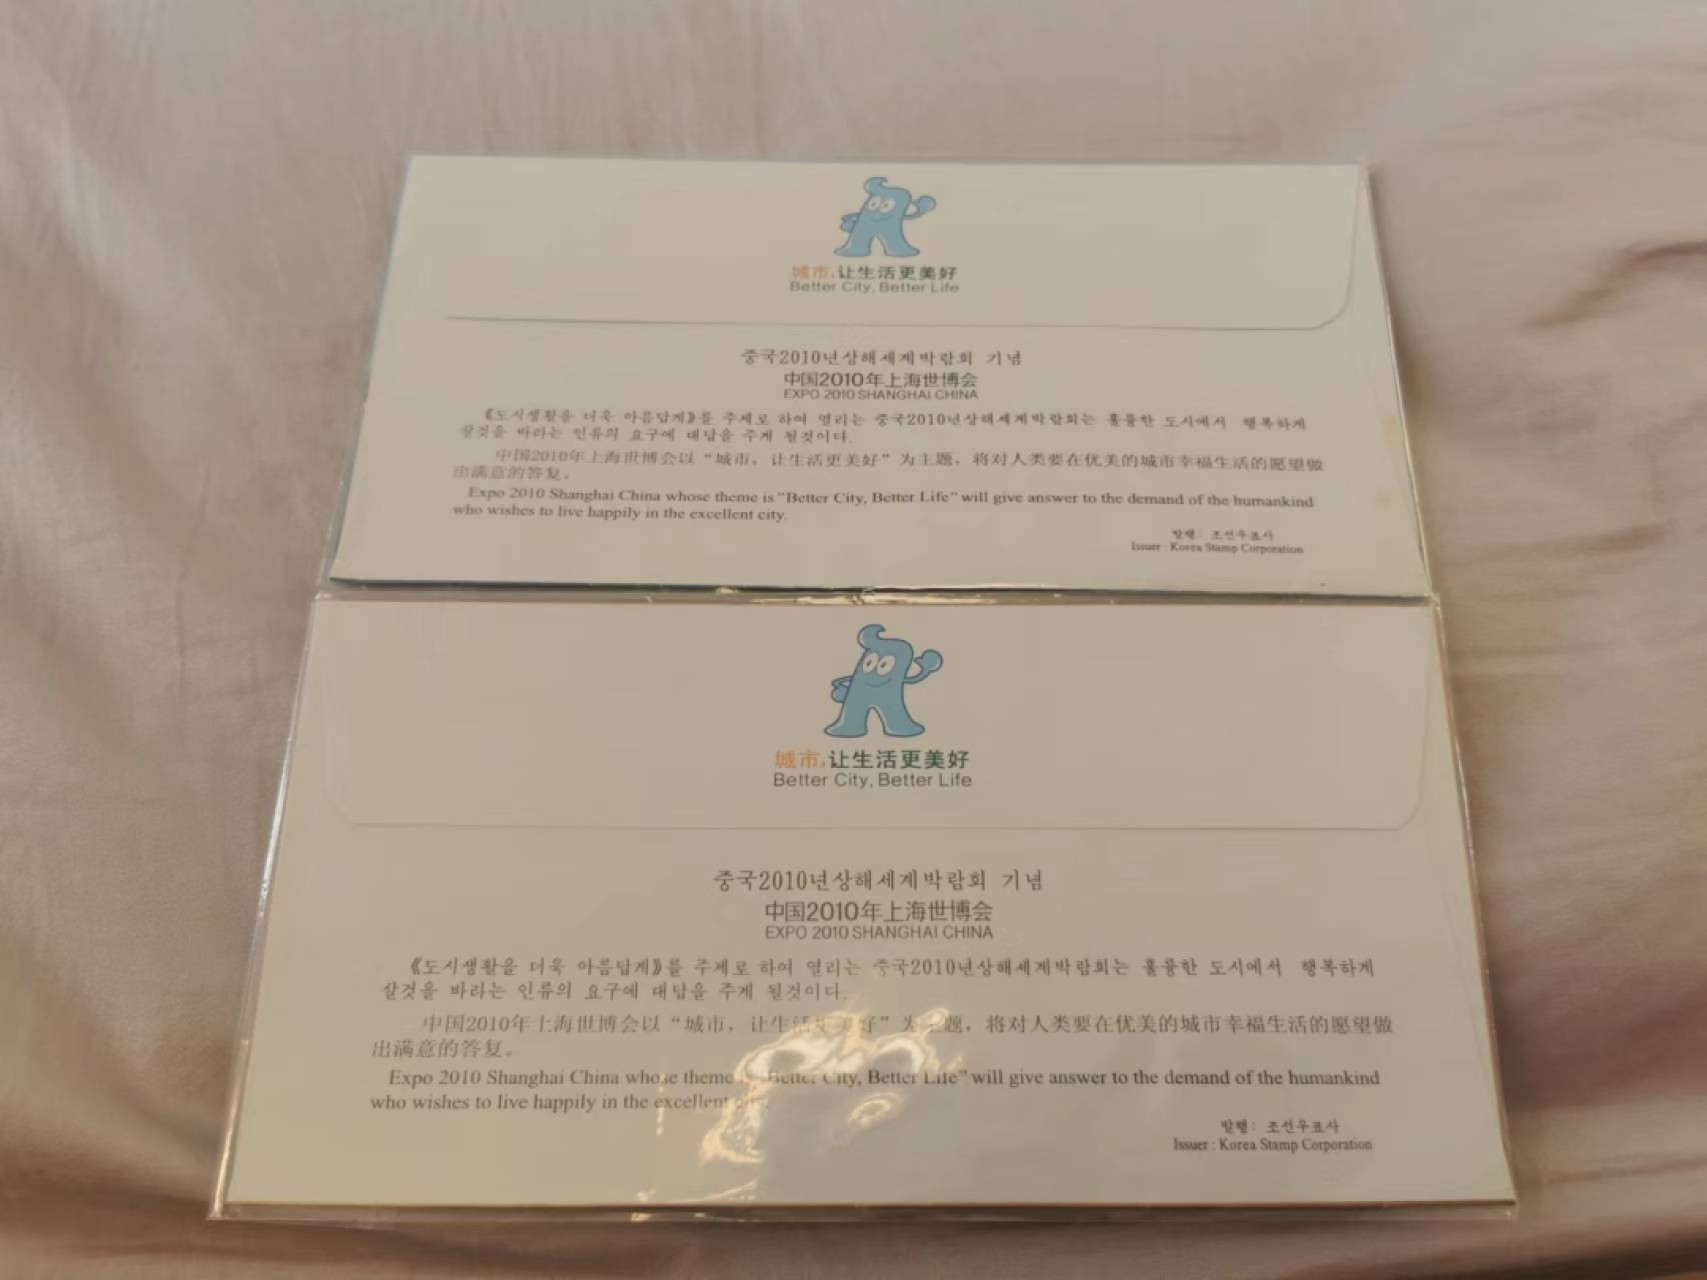 城市,让生活更美好
Better City, Better Life
중국2010년상해세계박람회 기념
中国2010年上海世博会
EXPO 2010 SHANGHAI CHINA
《도시생활을 더욱 아름답게》를 주제로 하여 열리는 중국2010년상해세계박람회는 훌륭한 도시에서 행복하게
살것을 바라는 인류의 요구에 대답을 주게 될것이다.
中国2010年上海世博会以“城市，让生活更美好”为主题，将对人类要在优美的城市幸福生活的愿望做
出满意的答复。
Expo 2010 Shanghai China whose theme is "Better City, Better Life" will give answer to the demand of the humankind
who wishes to live happily in the excellent city.
발행: 조선우표사
Issuer : Korea Stamp Corporation
城市,让生活更美好
Better City, Better Life
중국2010년상해세계박람회 기념
中国2010年上海世博会
EXPO 2010 SHANGHAI CHINA
《도시생활을 더욱 아름답게》를 주제로 하여 열리는 중국2010년상해세계박람회는 훌륭한 도시에서 행복하게
살것을 바라는 인류의 요구에 대답을 주게 될것이다.
中国2010年上海世博会以“城市，让生活更美好”为主题，将对人类要在优美的城市幸福生活的愿望做
出满意的答复。
Expo 2010 Shanghai China whose theme is "Better City, Better Life" will give answer to the demand of the humankind
who wishes to live happily in the excellent city.
발행: 조선우표사
Issuer : Korea Stamp Corporation